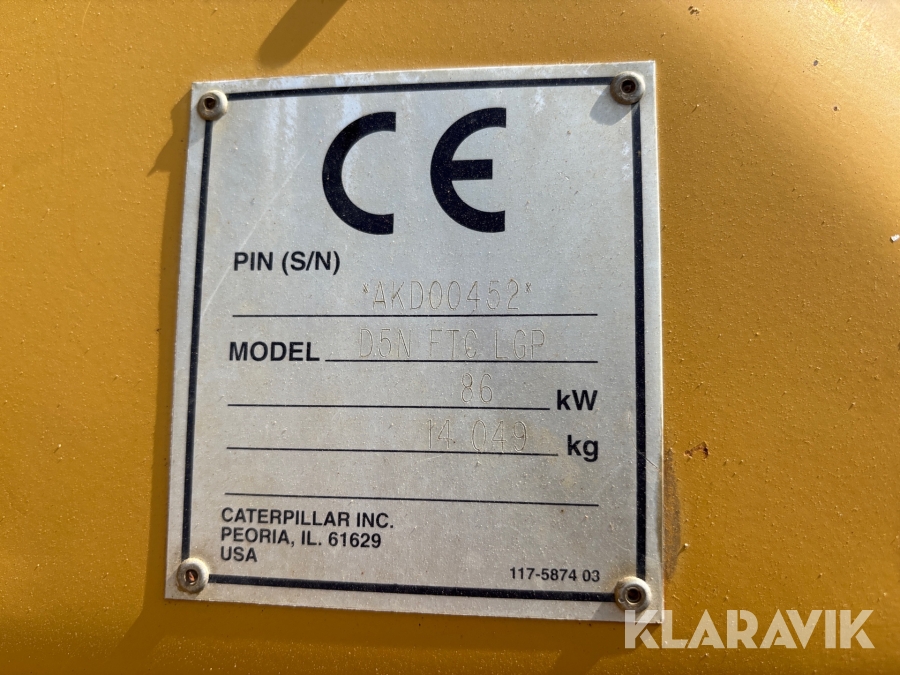 CE
PIN (S/N)
*AKD00452*
MODEL D5N FTC LGP
86 kW
14 049 kg
CATERPILLAR INC.
PEORIA, IL. 61629
USA
117-5874 03
KLARAVIK